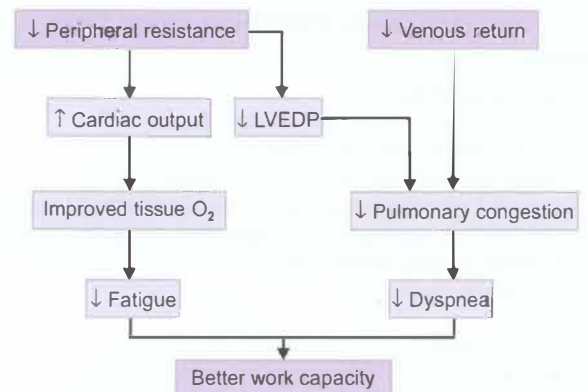 ↓ Peripheral resistance
↓ Venous return
↑ Cardiac output
↓ LVEDP
Improved tissue O₂
↓ Pulmonary congestion
↓ Fatigue
↓ Dyspnea
Better work capacity